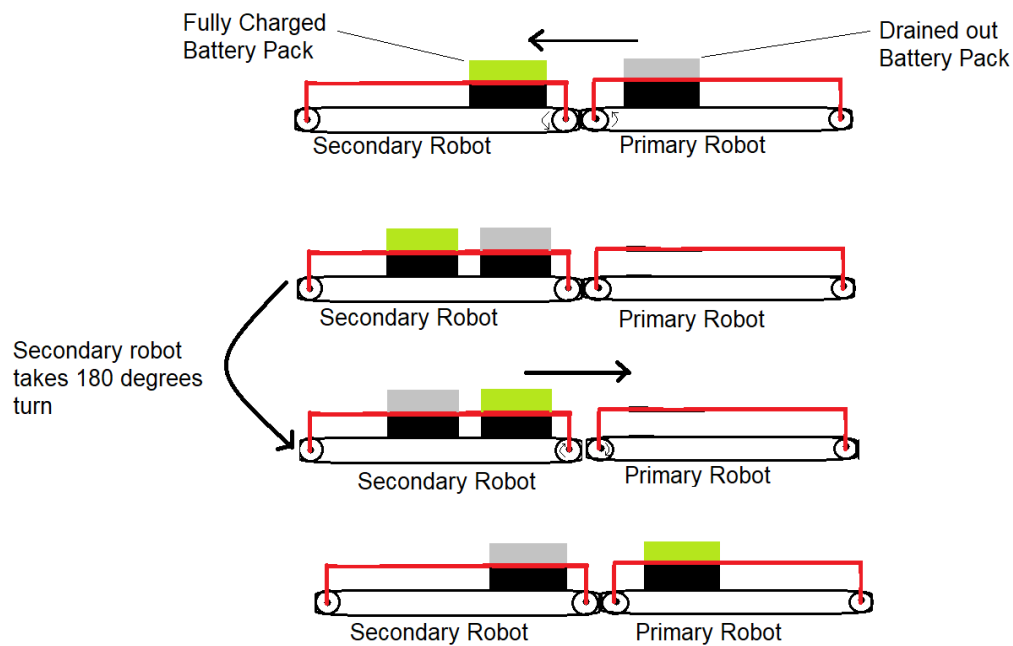 Fully Charged
Battery Pack
Drained out
Battery Pack
Secondary Robot
Primary Robot
Secondary Robot
Primary Robot
Secondary robot
takes 180 degrees
turn
Secondary Robot
Primary Robot
Secondary Robot
Primary Robot